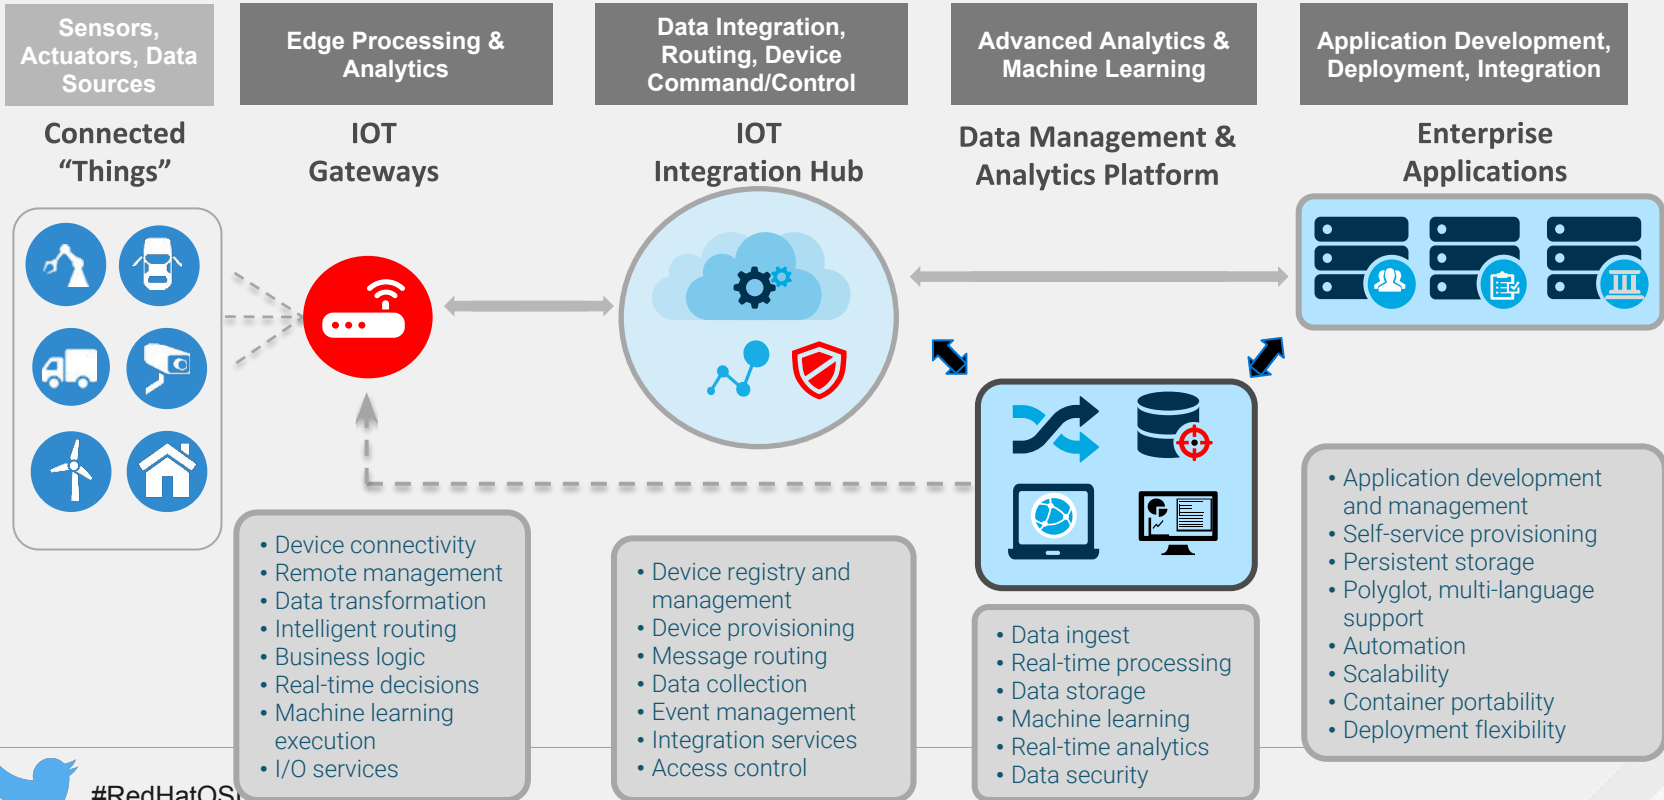 Sensors,
Actuators, Data
Sources
Edge Processing &
Analytics
Data Integration,
Routing, Device
Command/Control
Advanced Analytics &
Machine Learning
Application Development,
Deployment, Integration
Connected
“Things”
IOT
Gateways
IOT
Integration Hub
Data Management &
Analytics Platform
Enterprise
Applications
• Device connectivity
• Remote management
• Data transformation
• Intelligent routing
• Business logic
• Real-time decisions
• Machine learning
execution
• I/O services
• Device registry and
management
• Device provisioning
• Message routing
• Data collection
• Event management
• Integration services
• Access control
• Data ingest
• Real-time processing
• Data storage
• Machine learning
• Real-time analytics
• Data security
• Application development
and management
• Self-service provisioning
• Persistent storage
• Polyglot, multi-language
support
• Automation
• Scalability
• Container portability
• Deployment flexibility